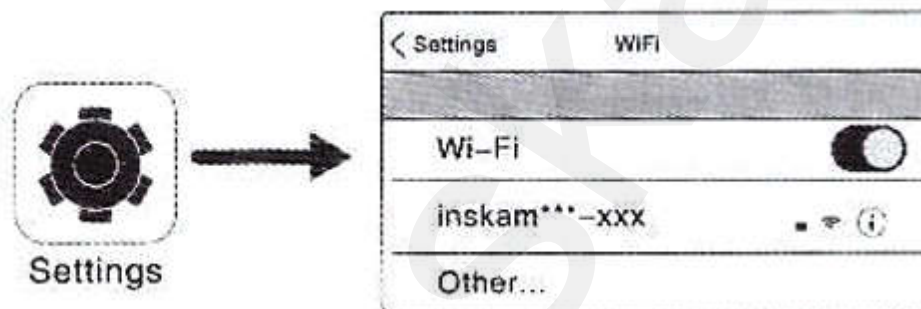 < Settings WiFi
Wi-Fi
inskam***-xxx
Other...
Settings